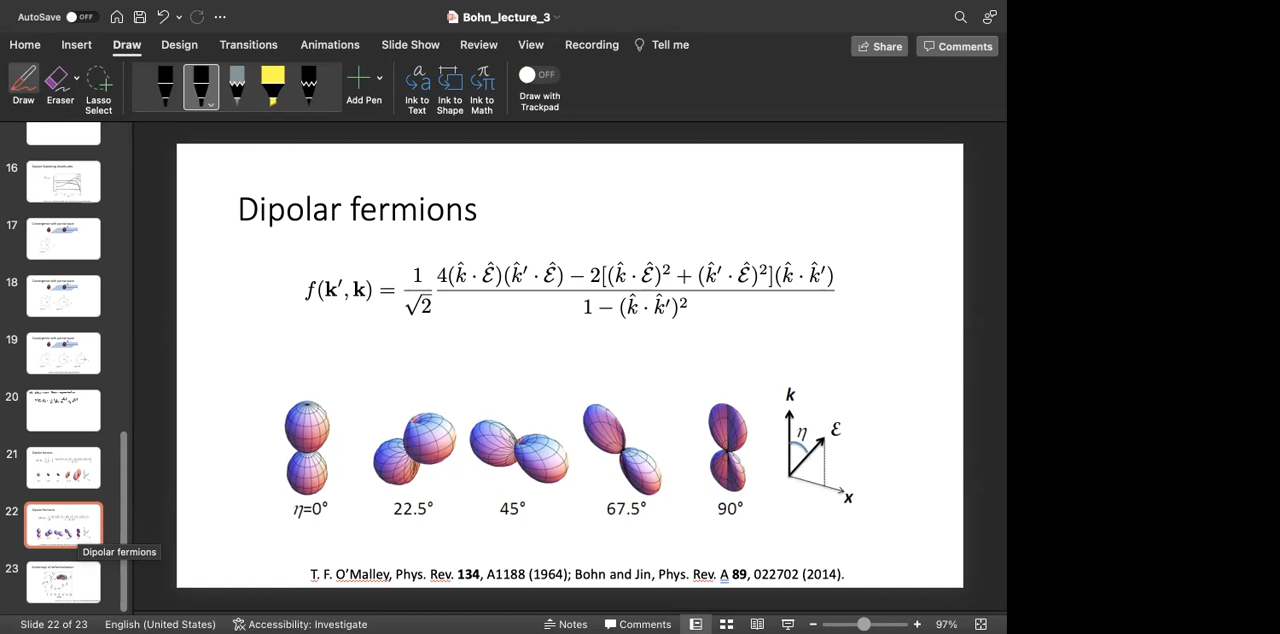 AutoSave OFF
Bohn_lecture_3
Home Insert Draw Design Transitions Animations Slide Show Review View Recording Tell me Share Comments
Draw Eraser Lasso Select Add Pen Ink to Text Ink to Shape Ink to Math OFF Draw with Trackpad
16
17
18
19
20
21
22
Dipolar fermions
23
Dipolar fermions
f(k′, k) = 1/√2 4(k̂ · ℰ̂)(k̂′ · ℰ̂) − 2[(k̂ · ℰ̂)² + (k̂′ · ℰ̂)²](k̂ · k̂′) / 1 − (k̂ · k̂′)²
k
η ℰ
x
η=0° 22.5° 45° 67.5° 90°
T. F. O’Malley, Phys. Rev. 134, A1188 (1964); Bohn and Jin, Phys. Rev. A 89, 022702 (2014).
Slide 22 of 23 English (United States) Accessibility: Investigate Notes Comments 97%